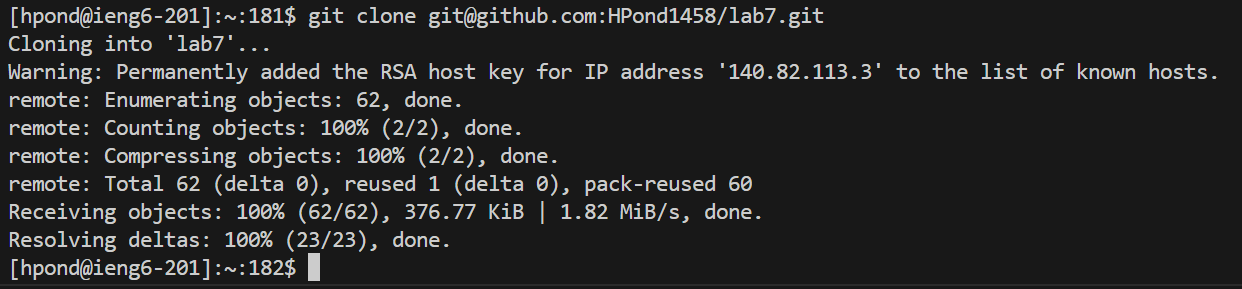 [hpond@ieng6-201]:~:181$ git clone git@github.com:HPond1458/lab7.git
Cloning into 'lab7'...
Warning: Permanently added the RSA host key for IP address '140.82.113.3' to the list of known hosts.
remote: Enumerating objects: 62, done.
remote: Counting objects: 100% (2/2), done.
remote: Compressing objects: 100% (2/2), done.
remote: Total 62 (delta 0), reused 1 (delta 0), pack-reused 60
Receiving objects: 100% (62/62), 376.77 KiB | 1.82 MiB/s, done.
Resolving deltas: 100% (23/23), done.
[hpond@ieng6-201]:~:182$